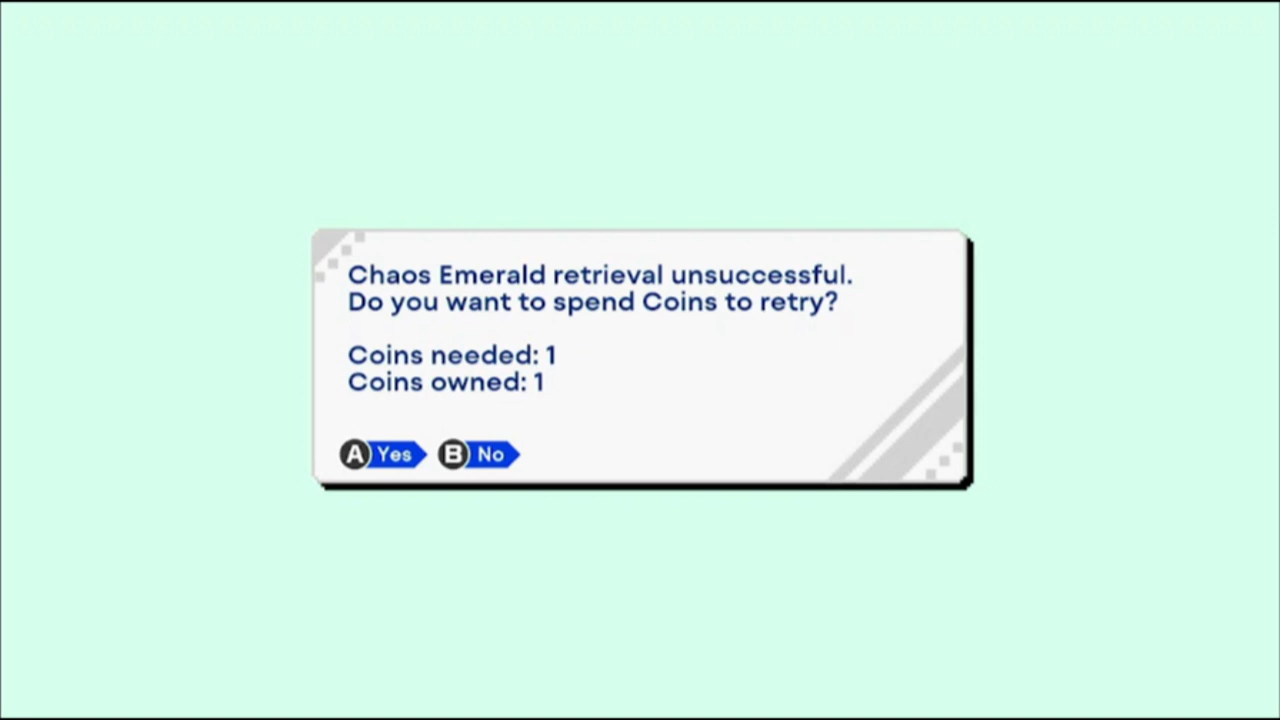 Chaos Emerald retrieval unsuccessful.
Do you want to spend Coins to retry?
Coins needed: 1
Coins owned: 1
A Yes B No